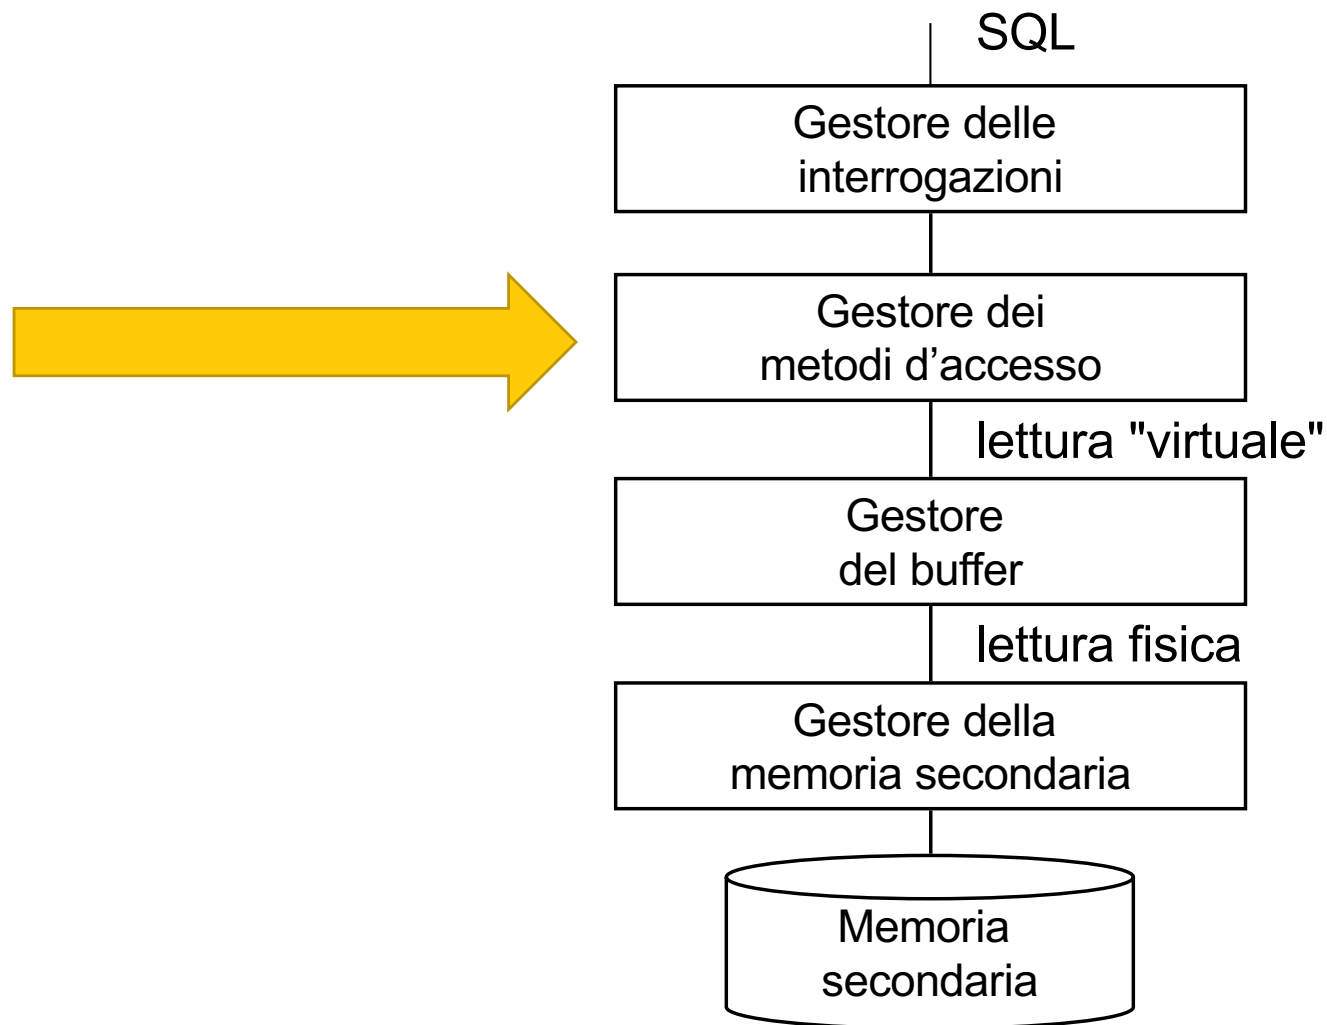 SQL
Gestore delle
interrogazioni
Gestore dei
metodi d’accesso
lettura "virtuale"
Gestore
del buffer
lettura fisica
Gestore della
memoria secondaria
Memoria
secondaria